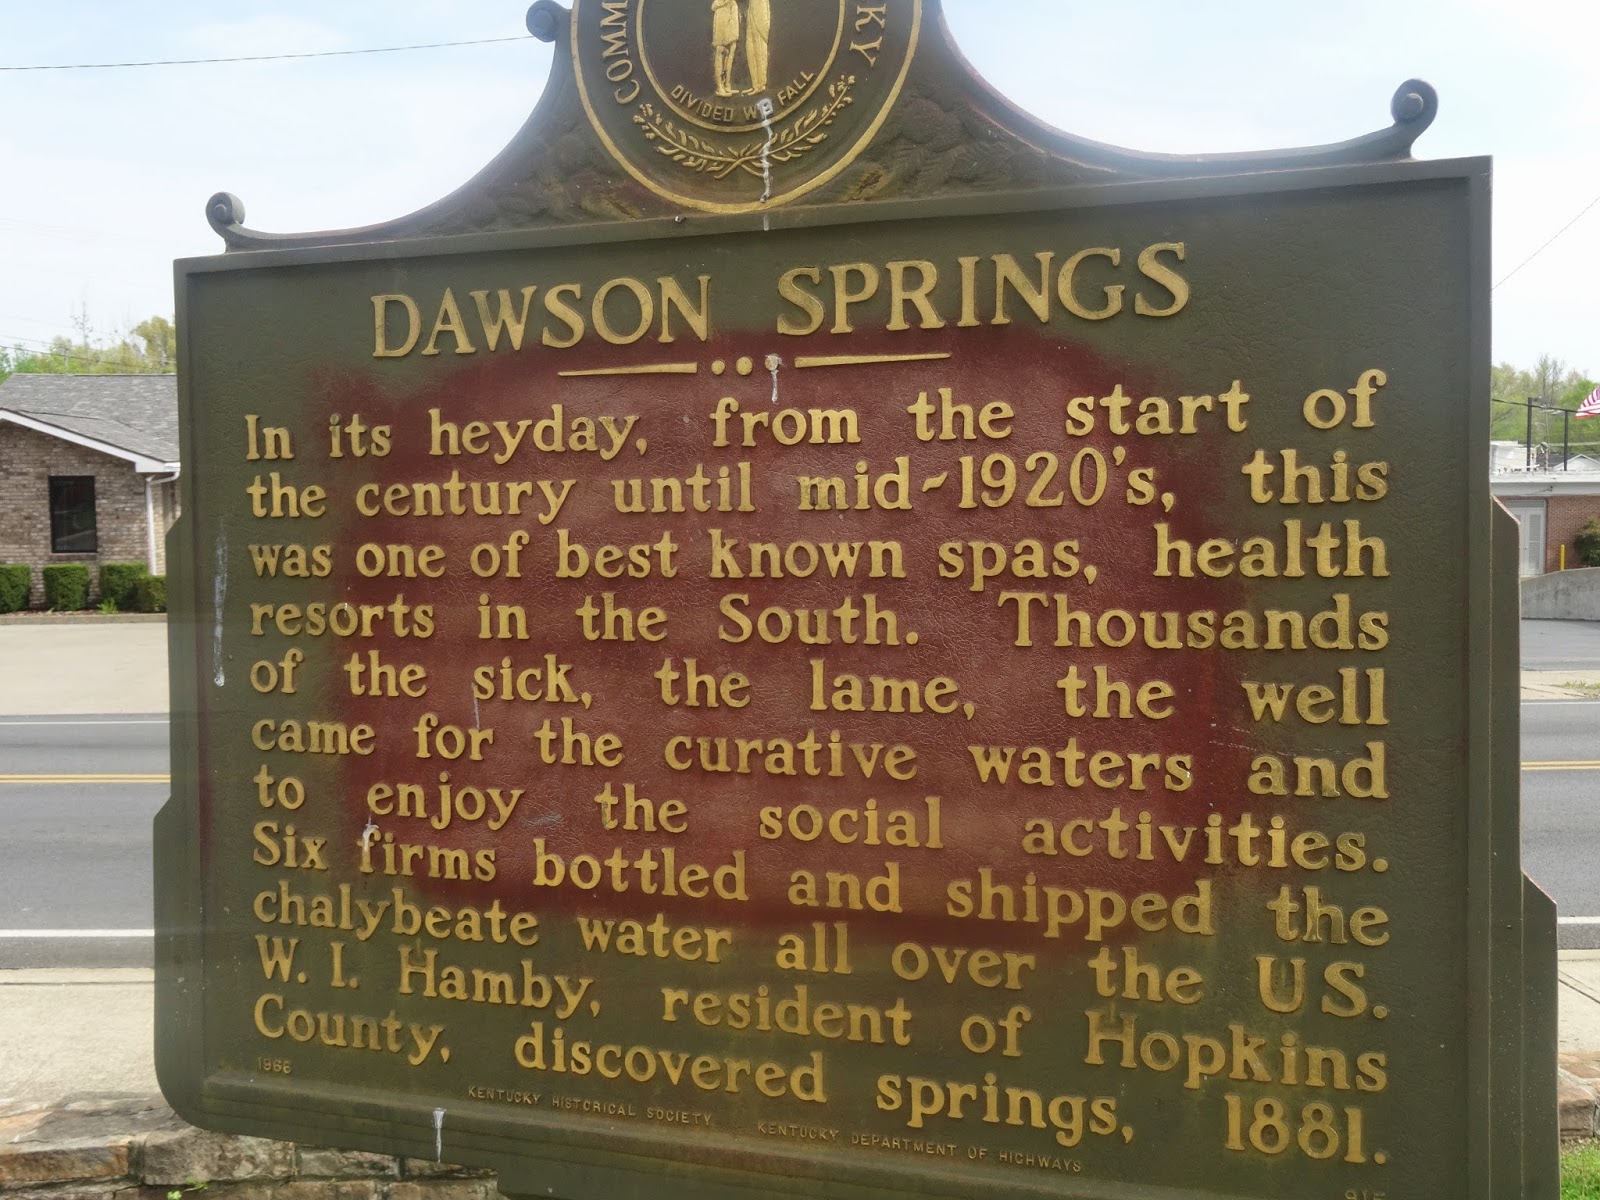 COMM KY
DIVIDED WE FALL
DAWSON SPRINGS
In its heyday, from the start of
the century until mid-1920's, this
was one of best known spas, health
resorts in the South. Thousands
of the sick, the lame, the well
came for the curative waters and
to enjoy the social activities.
Six firms bottled and shipped the
chalybeate water all over the US.
W. I. Hamby, resident of Hopkins
County, discovered springs, 1881.
1966
KENTUCKY HISTORICAL SOCIETY KENTUCKY DEPARTMENT OF HIGHWAYS